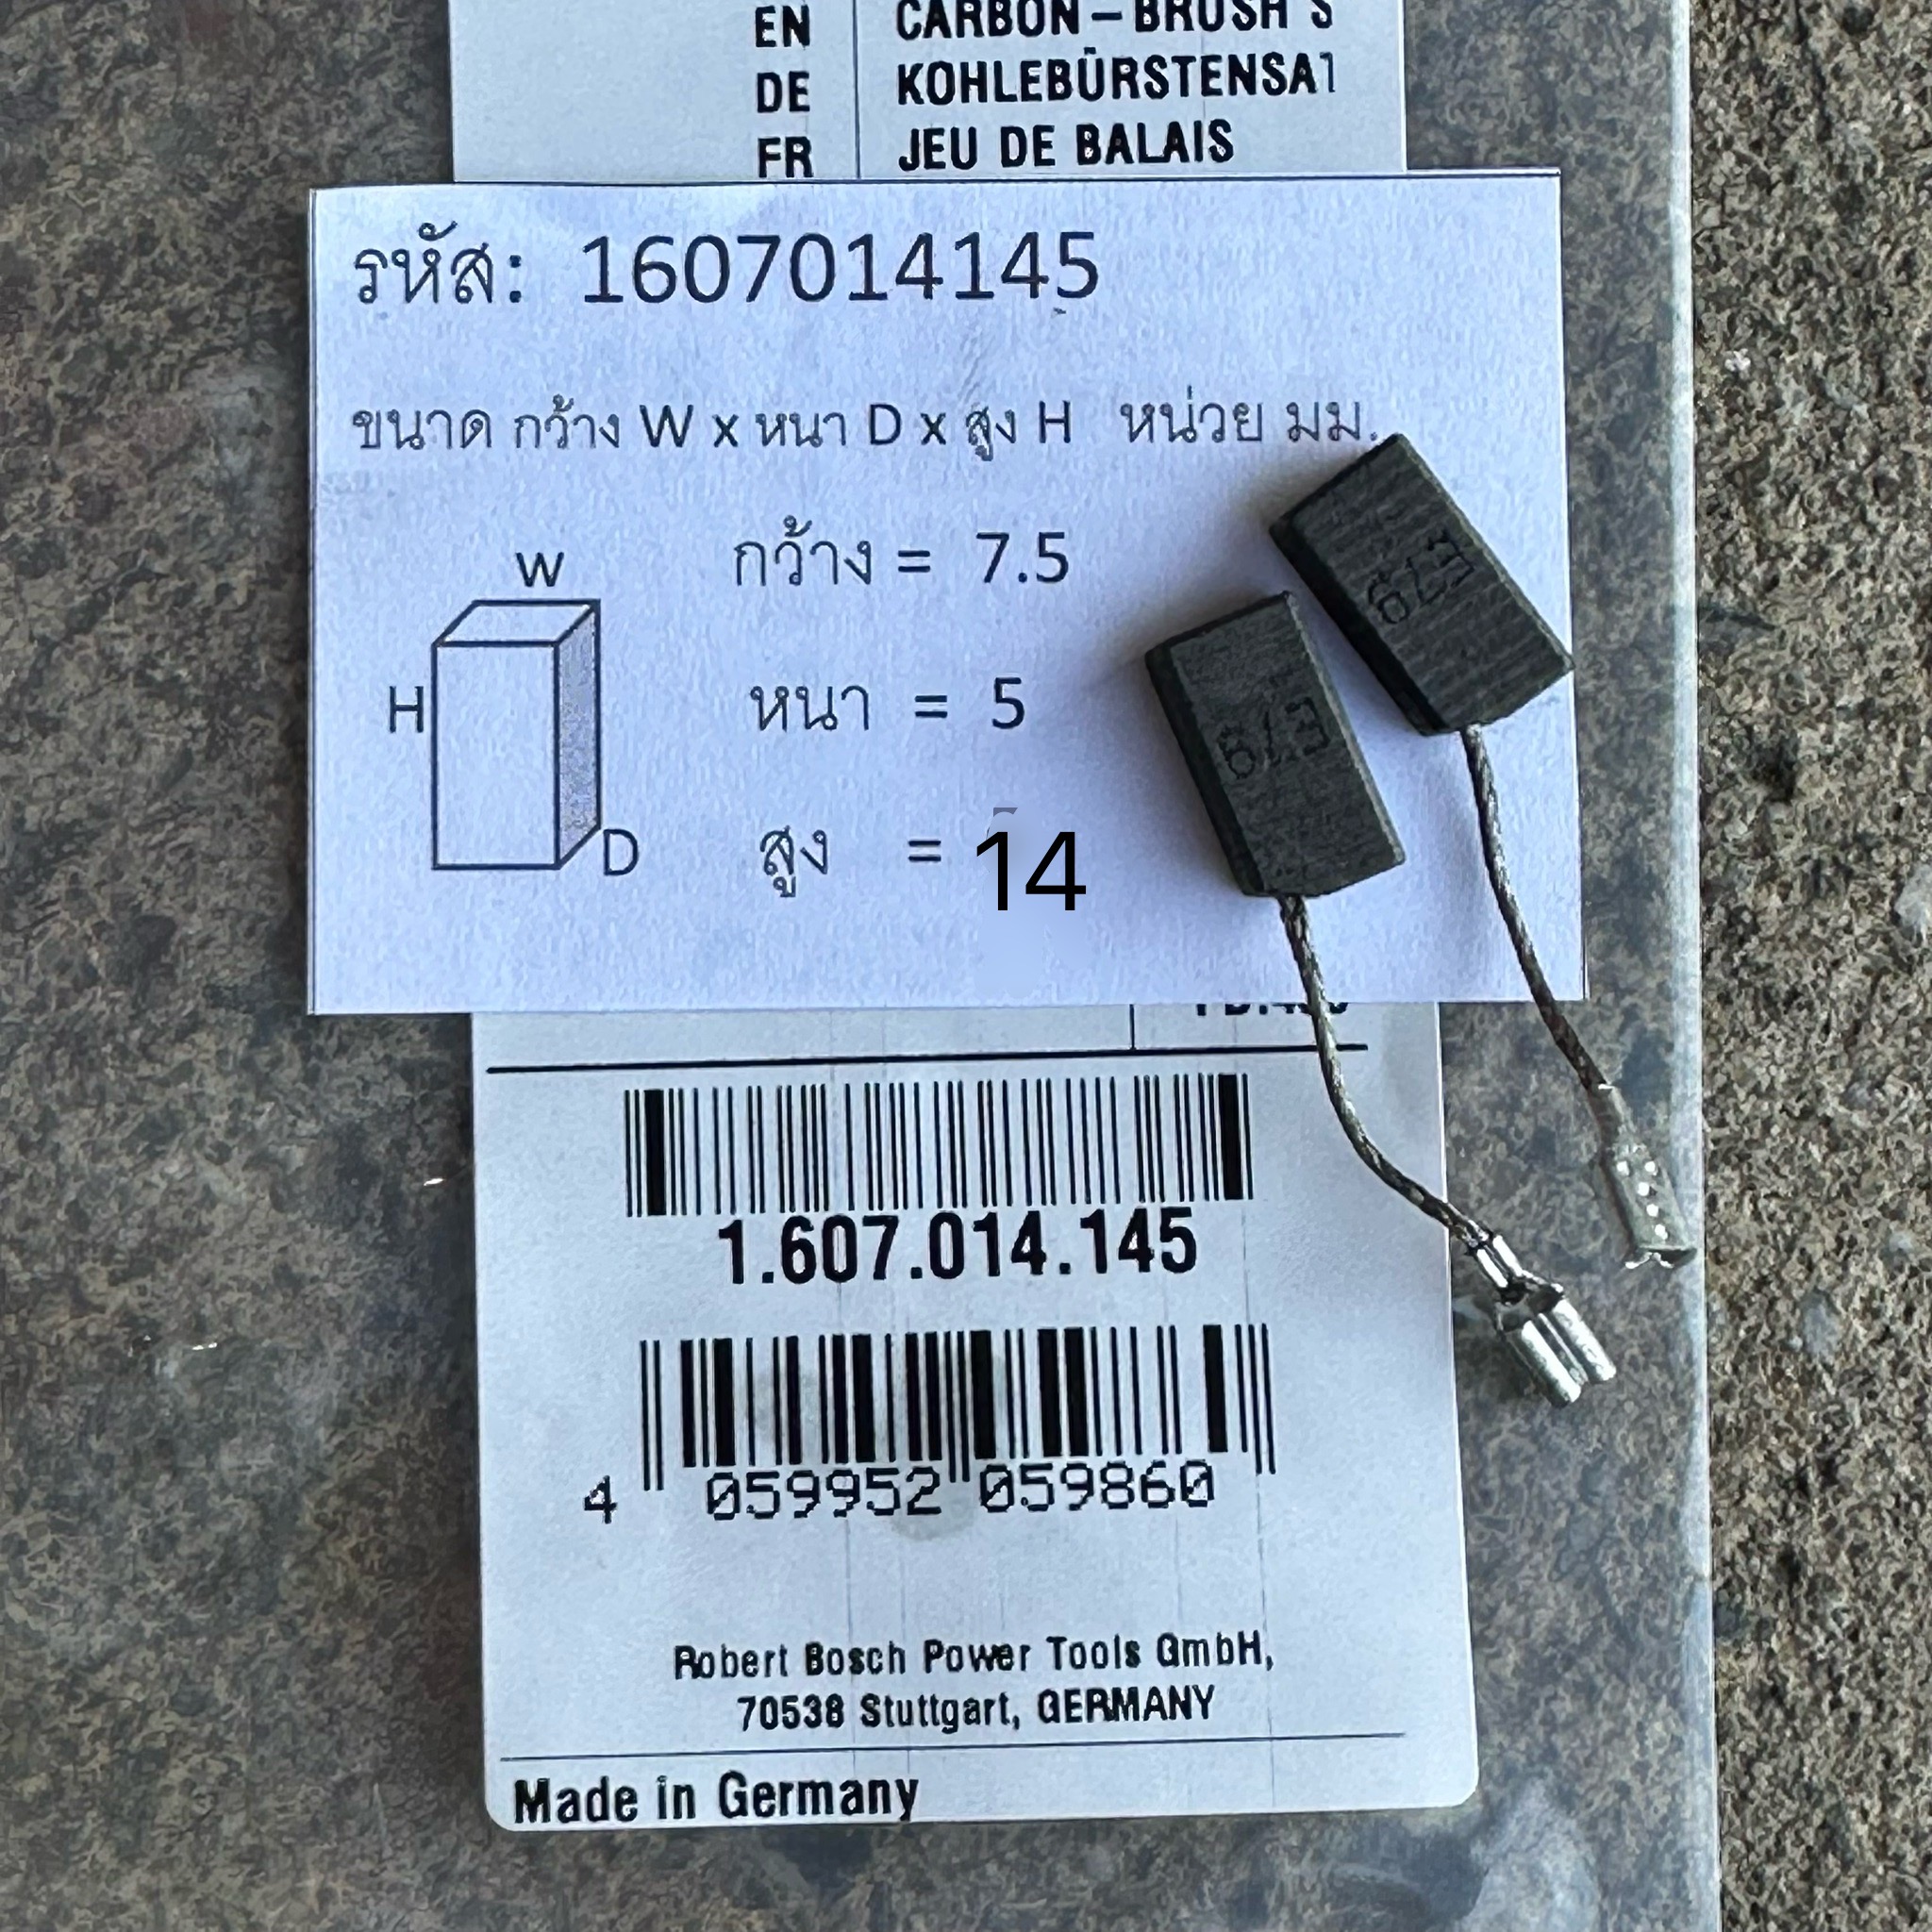 EN CARBON-BRUSH S
DE KOHLEBÜRSTENSAT
FR JEU DE BALAIS
รหัส: 1607014145
ขนาด กว้าง W x หนา D x สูง H หน่วย มม.
W
กว้าง = 7.5
H
หนา = 5
D
สูง = 14
E79
E79
1.607.014.145
4 059952 059860
Robert Bosch Power Tools GmbH,
70538 Stuttgart, GERMANY
Made in Germany